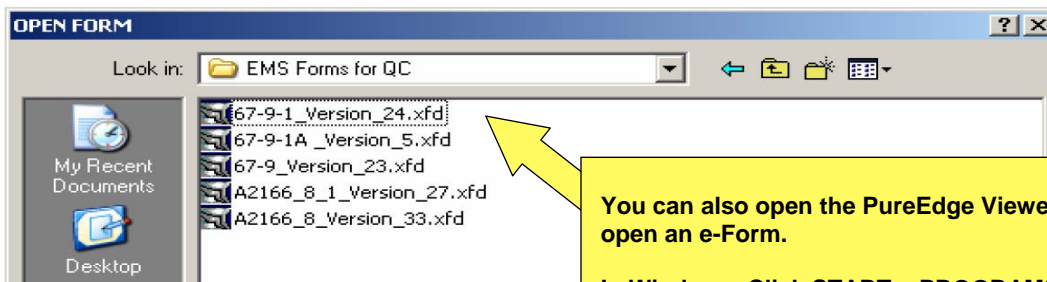 OPEN FORM
Look in: EMS Forms for QC
67-9-1_Version_24.xfd
67-9-1A _Version_5.xfd
67-9_Version_23.xfd
A2166_8_1_Version_27.xfd
A2166_8_Version_33.xfd
My Recent
Documents
Desktop
You can also open the PureEdge Viewe
open an e-Form.